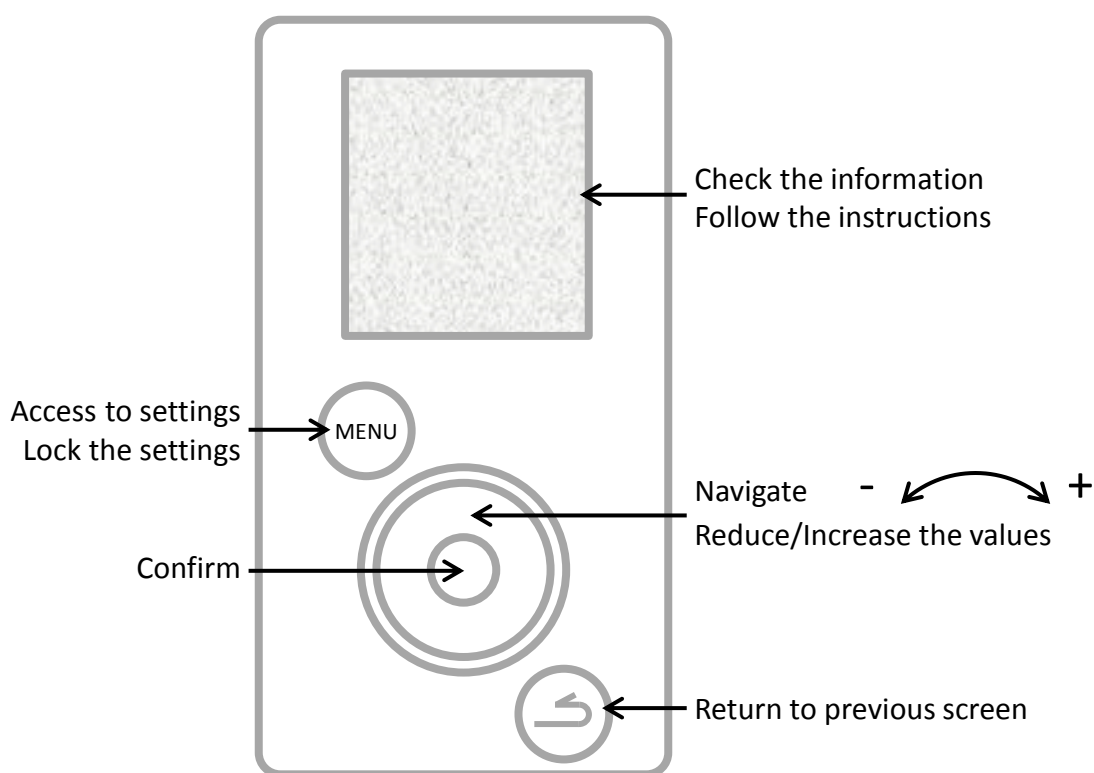 Check the information
Follow the instructions
Access to settings
Lock the settings
MENU
Navigate - +
Reduce/Increase the values
Confirm
Return to previous screen